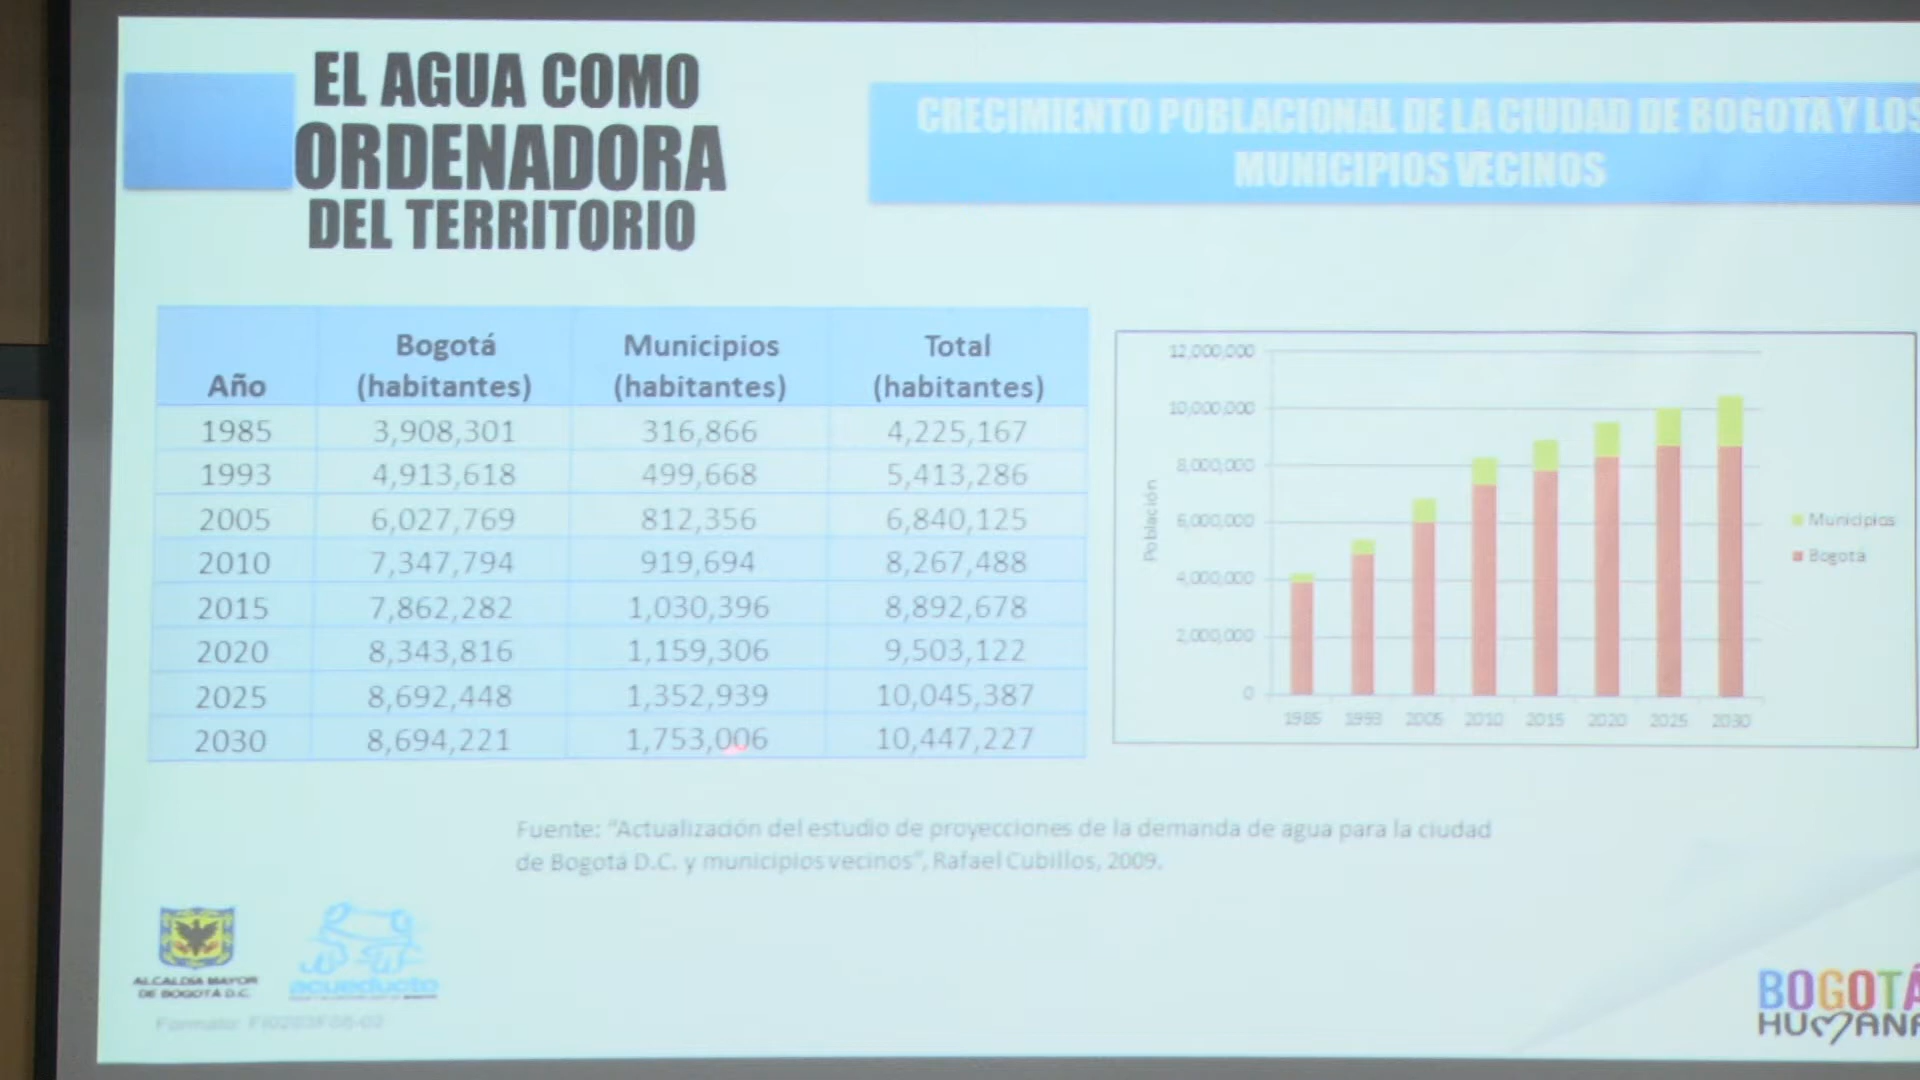 EL AGUA COMO
ORDENADORA
DEL TERRITORIO
CRECIMIENTO POBLACIONAL DE LA CIUDAD DE BOGOTA Y LOS
MUNICIPIOS VECINOS
Año Bogotá (habitantes) Municipios (habitantes) Total (habitantes)
1985 3,908,301 316,866 4,225,167
1993 4,913,618 499,668 5,413,286
2005 6,027,769 812,356 6,840,125
2010 7,347,794 919,694 8,267,488
2015 7,862,282 1,030,396 8,892,678
2020 8,343,816 1,159,306 9,503,122
2025 8,692,448 1,352,939 10,045,387
2030 8,694,221 1,753,006 10,447,227
Población
12,000,000
10,000,000
8,000,000
6,000,000
4,000,000
2,000,000
0
1985 1993 2005 2010 2015 2020 2025 2030
Municipios
Bogotá
Fuente: "Actualización del estudio de proyecciones de la demanda de agua para la ciudad
de Bogotá D.C. y municipios vecinos", Rafael Cubillos, 2009.
ALCALDIA MAYOR
DE BOGOTÁ D.C.
acueducto
Formato:
BOGOTÁ
HUMANA